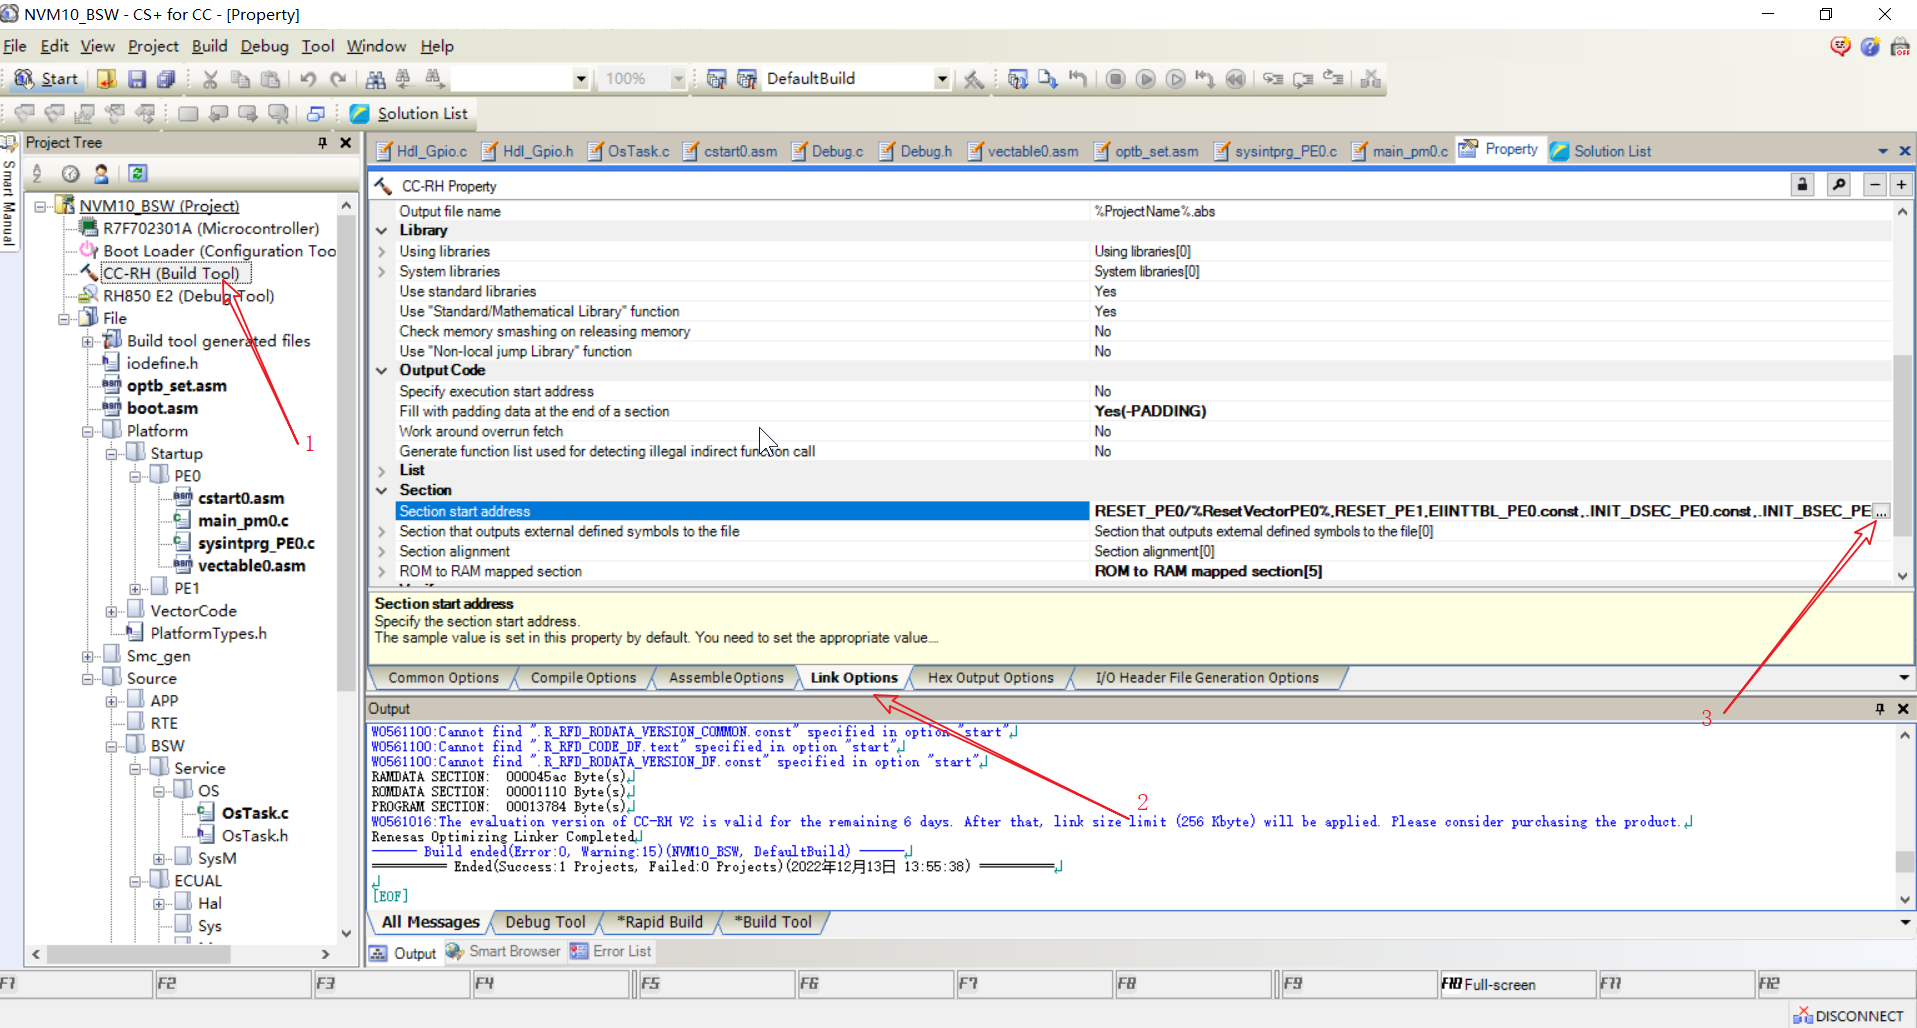 NVM10_BSW - CS+ for CC - [Property]
File Edit View Project Build Debug Tool Window Help
Start 100% DefaultBuild
Solution List
Project Tree
Smart Manual
NVM10_BSW (Project)
R7F702301A (Microcontroller)
Boot Loader (Configuration Too
CC-RH (Build Tool)
RH850 E2 (Debug Tool)
File
Build tool generated files
iodefine.h
optb_set.asm
boot.asm
Platform
Startup
PE0
cstart0.asm
main_pm0.c
sysintprg_PE0.c
vectable0.asm
PE1
VectorCode
PlatformTypes.h
Smc_gen
Source
APP
RTE
BSW
Service
OS
OsTask.c
OsTask.h
SysM
ECUAL
Hal
Sys
1
Hdl_Gpio.c Hdl_Gpio.h OsTask.c cstart0.asm Debug.c Debug.h vectable0.asm optb_set.asm sysintprg_PE0.c main_pm0.c Property Solution List
CC-RH Property
Output file name %ProjectName%.abs
Library
Using libraries Using libraries[0]
System libraries System libraries[0]
Use standard libraries Yes
Use "Standard/Mathematical Library" function Yes
Check memory smashing on releasing memory No
Use "Non-local jump Library" function No
Output Code
Specify execution start address No
Fill with padding data at the end of a section Yes(-PADDING)
Work around overrun fetch No
Generate function list used for detecting illegal indirect function call No
List
Section
Section start address RESET_PE0/%ResetVectorPE0%,RESET_PE1,EIINTTBL_PE0.const,.INIT_DSEC_PE0.const,.INIT_BSEC_PE ...
Section that outputs external defined symbols to the file Section that outputs external defined symbols to the file[0]
Section alignment Section alignment[0]
ROM to RAM mapped section ROM to RAM mapped section[5]
Section start address
Specify the section start address.
The sample value is set in this property by default. You need to set the appropriate value....
Common Options Compile Options Assemble Options Link Options Hex Output Options I/O Header File Generation Options
3
Output
W0561100:Cannot find ".R_RFD_RODATA_VERSION_COMMON.const" specified in option "start"
W0561100:Cannot find ".R_RFD_CODE_DF.text" specified in option "start"
W0561100:Cannot find ".R_RFD_RODATA_VERSION_DF.const" specified in option "start"
RAMDATA SECTION: 000045ac Byte(s)
ROMDATA SECTION: 00001110 Byte(s)
PROGRAM SECTION: 00013784 Byte(s)
2
W0561016:The evaluation version of CC-RH V2 is valid for the remaining 6 days. After that, link size limit (256 Kbyte) will be applied. Please consider purchasing the product.
Renesas Optimizing Linker Completed
Build ended(Error:0, Warning:15)(NVM10_BSW, DefaultBuild)
Ended(Success:1 Projects, Failed:0 Projects)(2022年12月13日 13:55:38)
[EOF]
All Messages Debug Tool *Rapid Build *Build Tool
Output Smart Browser Error List
F1 F2 F3 F4 F5 F6 F7 F8 F9 F10 Full-screen F11 F12
DISCONNECT